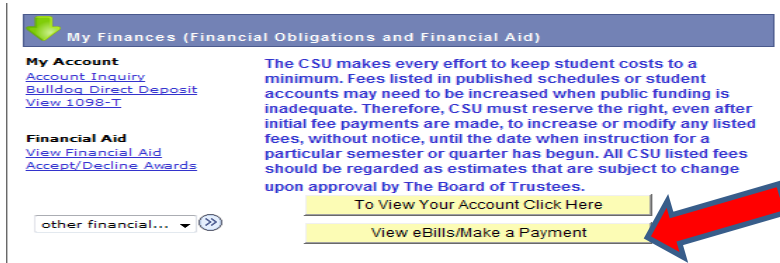 My Finances (Financial Obligations and Financial Aid)
My Account
Account Inquiry
Bulldog Direct Deposit
View 1098-T
Financial Aid
View Financial Aid
Accept/Decline Awards
other financial...
The CSU makes every effort to keep student costs to a
minimum. Fees listed in published schedules or student
accounts may need to be increased when public funding is
inadequate. Therefore, CSU must reserve the right, even after
initial fee payments are made, to increase or modify any listed
fees, without notice, until the date when instruction for a
particular semester or quarter has begun. All CSU listed fees
should be regarded as estimates that are subject to change
upon approval by The Board of Trustees.
To View Your Account Click Here
View eBills/Make a Payment